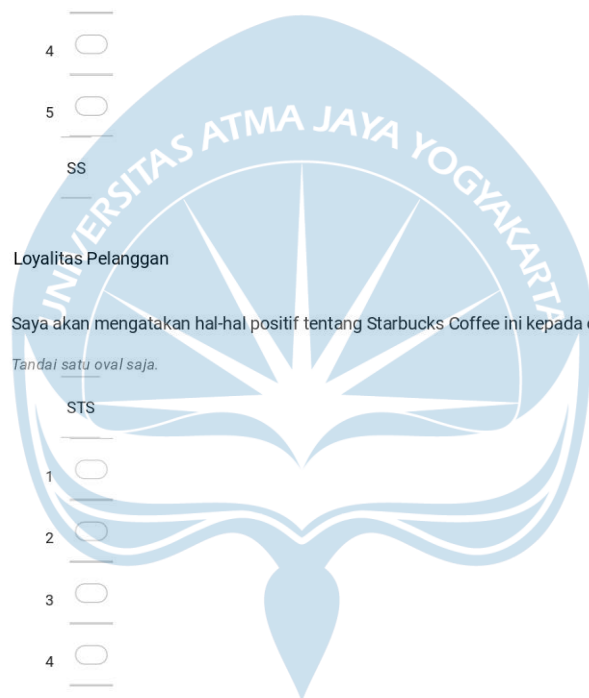 4
5
SS
UNIVERSITAS ATMA JAYA YOGYAKARTA
Loyalitas Pelanggan
Saya akan mengatakan hal-hal positif tentang Starbucks Coffee ini kepada
Tandai satu oval saja.
STS
1
2
3
4